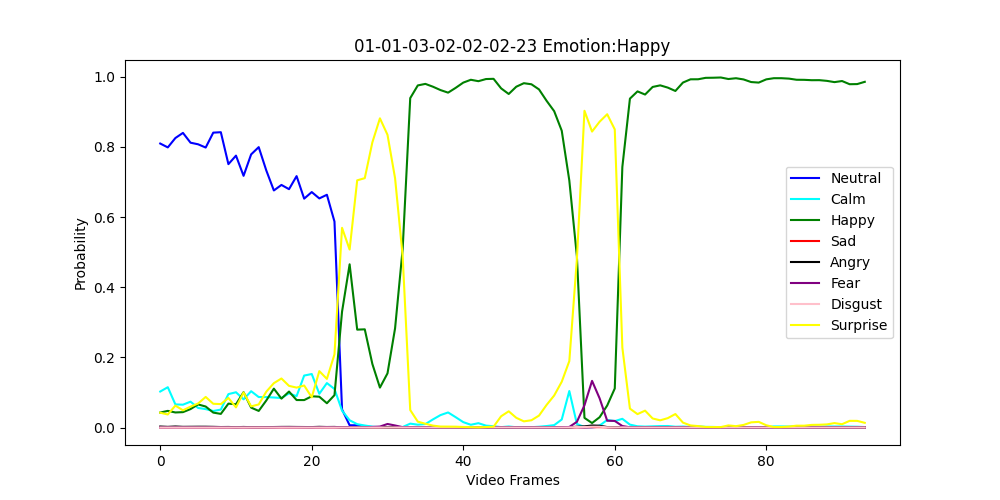 01-01-03-02-02-02-23 Emotion:Happy
1.0
0.8
0.6
0.4
0.2
0.0
Probability
0
20
40
60
80
Video Frames
Neutral
Calm
Happy
Sad
Angry
Fear
Disgust
Surprise